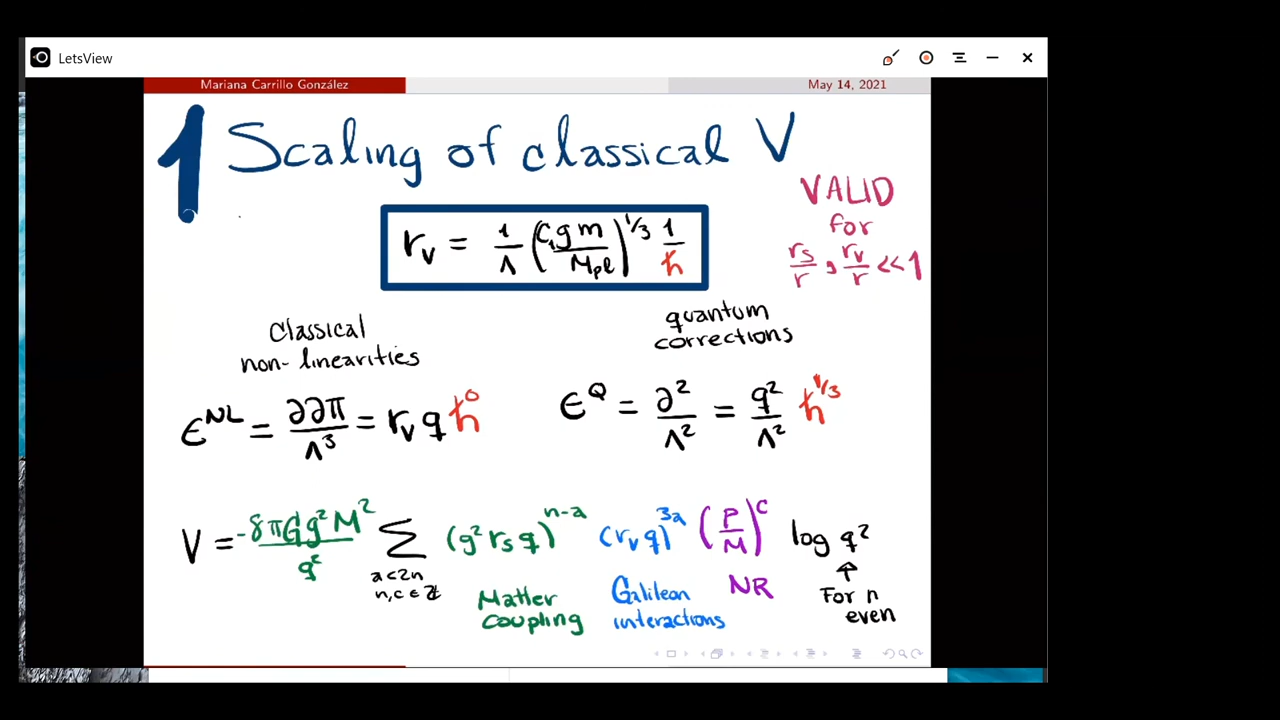 LetsView
Mariana Carrillo González May 14, 2021
1 Scaling of classical V
VALID
for
r_s/r , r_v/r << 1
r_v = 1/Λ (c_1 g m / M_pl)^1/3 1/ħ
Classical
non-linearities
quantum
corrections
ϵ^NL = ∂∂π/Λ^3 = r_v q ħ^0
ϵ^Q = ∂^2/Λ^2 = q^2/Λ^2 ħ^1/3
V = -8πGg^2M^2/q^2 Σ (g^2 r_s q)^n-a (r_v q)^3a (P/M)^c log q^2
a<2n
n,c ∈ ℤ
Matter
coupling
Galileon
interactions
NR
↑
For n
even